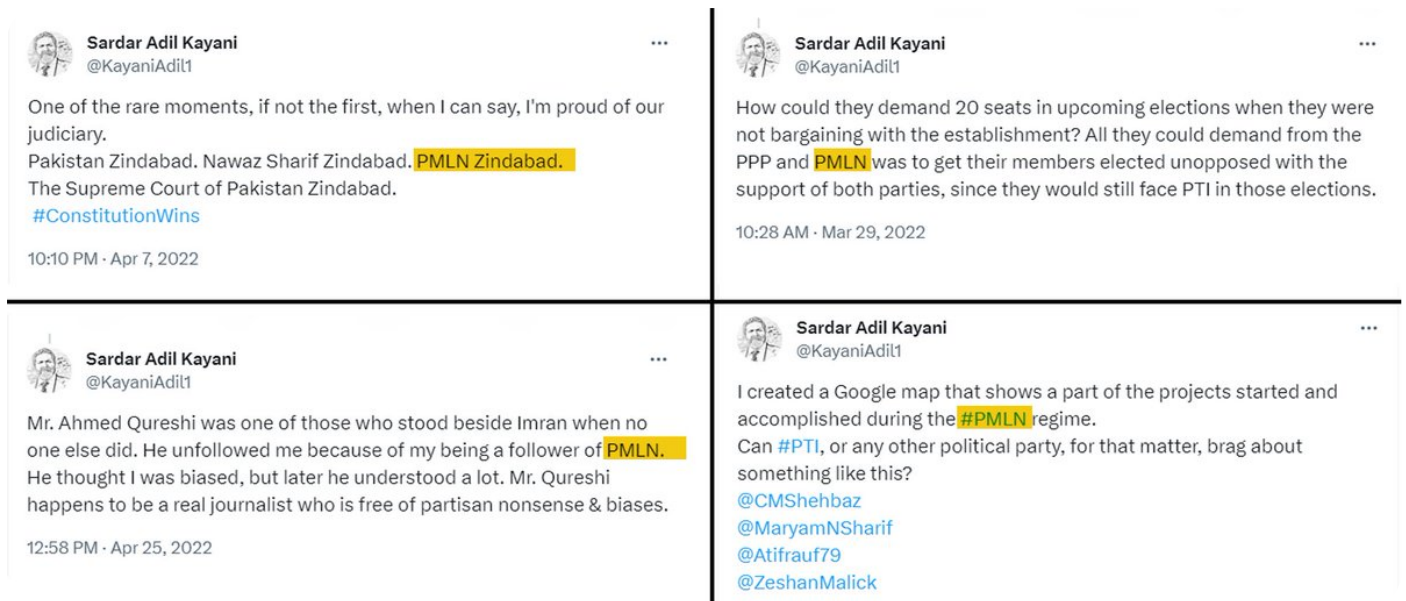 Sardar Adil Kayani
@KayaniAdil1
One of the rare moments, if not the first, when I can say, I'm proud of our
judiciary.
Pakistan Zindabad. Nawaz Sharif Zindabad. PMLN Zindabad.
The Supreme Court of Pakistan Zindabad.
#ConstitutionWins
10:10 PM · Apr 7, 2022
Sardar Adil Kayani
@KayaniAdil1
How could they demand 20 seats in upcoming elections when they were
not bargaining with the establishment? All they could demand from the
PPP and PMLN was to get their members elected unopposed with the
support of both parties, since they would still face PTI in those elections.
10:28 AM · Mar 29, 2022
Sardar Adil Kayani
@KayaniAdil1
Mr. Ahmed Qureshi was one of those who stood beside Imran when no
one else did. He unfollowed me because of my being a follower of PMLN.
He thought I was biased, but later he understood a lot. Mr. Qureshi
happens to be a real journalist who is free of partisan nonsense & biases.
12:58 PM · Apr 25, 2022
Sardar Adil Kayani
@KayaniAdil1
I created a Google map that shows a part of the projects started and
accomplished during the #PMLN regime.
Can #PTI, or any other political party, for that matter, brag about
something like this?
@CMShehbaz
@MaryamNSharif
@Atifrauf79
@ZeshanMalick